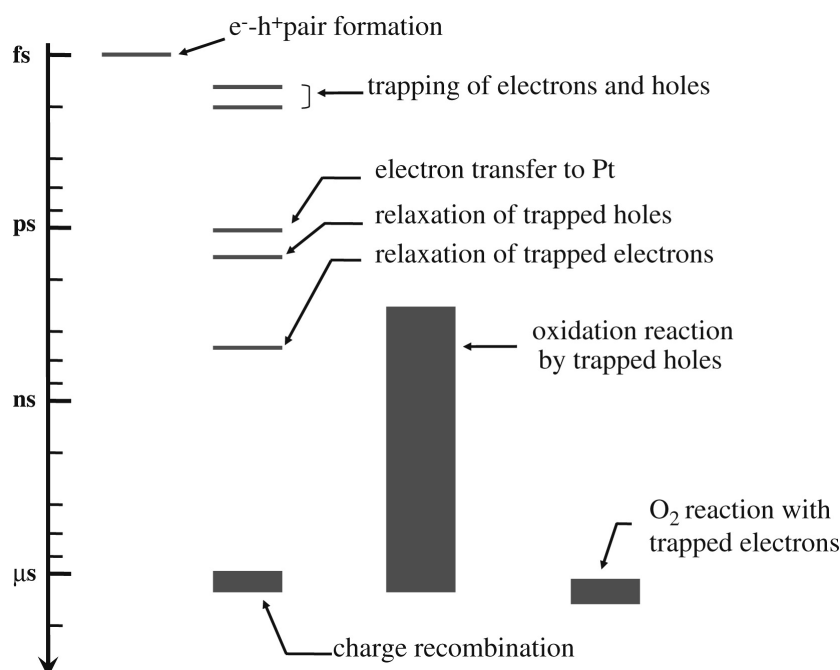 e⁻-h⁺pair formation
fs
trapping of electrons and holes
electron transfer to Pt
relaxation of trapped holes
ps
relaxation of trapped electrons
oxidation reaction
by trapped holes
ns
O₂ reaction with
trapped electrons
μs
charge recombination